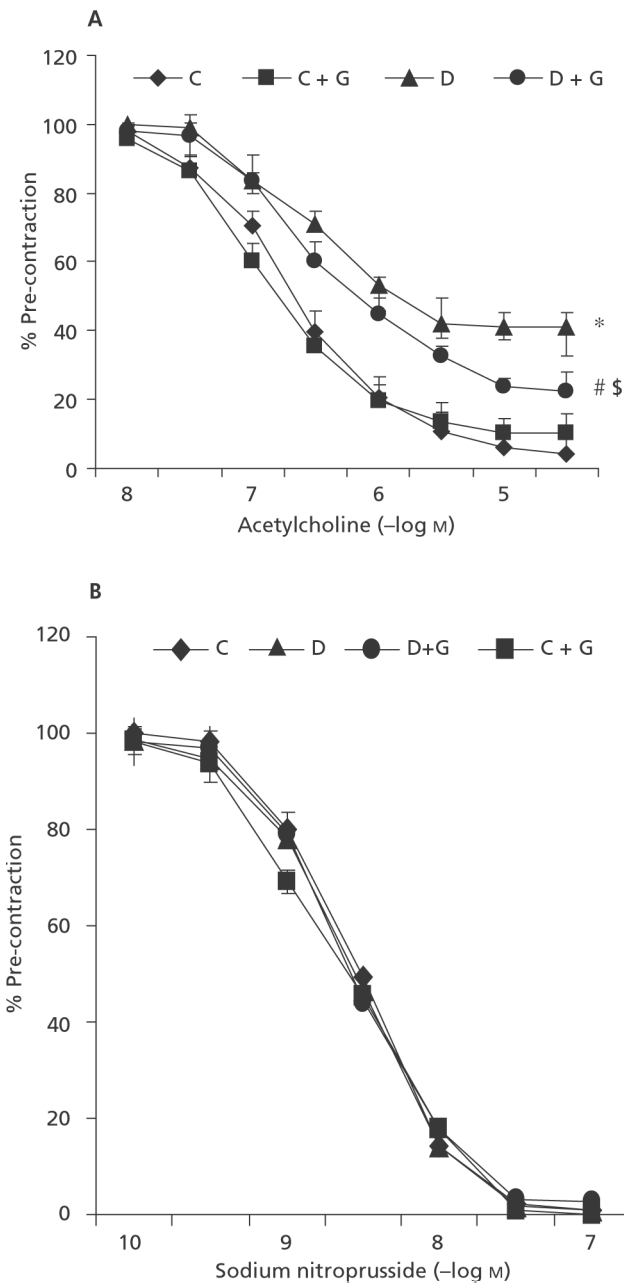 A
120
C C + G D D + G
100
80
60
40
20
0
% Pre-contraction
*
# $
8 7 6 5
Acetylcholine (–log M)
B
120
C D D+G C + G
100
80
60
40
20
0
% Pre-contraction
10 9 8 7
Sodium nitroprusside (–log M)